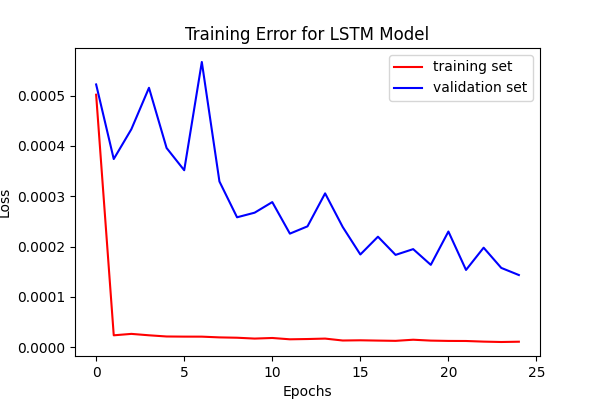 Training Error for LSTM Model
training set
validation set
0.0005
0.0004
0.0003
0.0002
0.0001
0.0000
Loss
0 5 10 15 20 25
Epochs